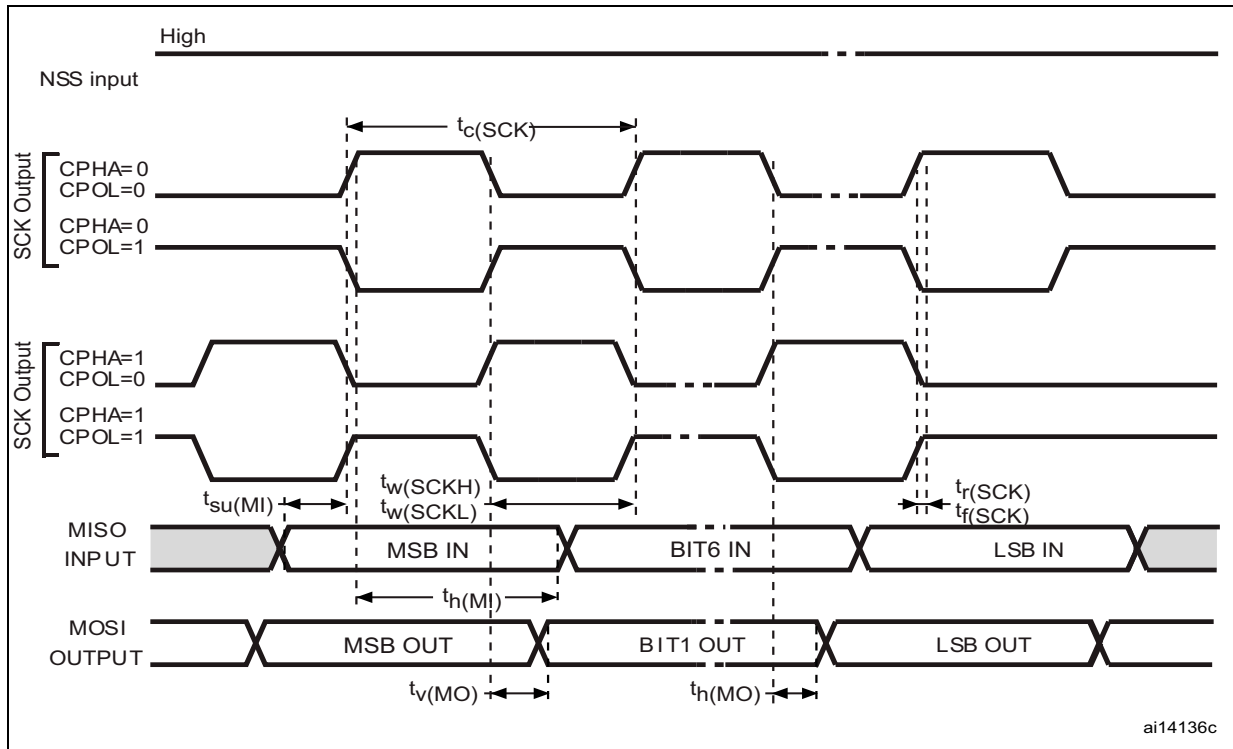 High
NSS input
tc(SCK)
SCK Output
CPHA=0
CPOL=0
CPHA=0
CPOL=1
SCK Output
CPHA=1
CPOL=0
CPHA=1
CPOL=1
tsu(MI)
tw(SCKH)
tw(SCKL)
tr(SCK)
tf(SCK)
MISO
INPUT
MSB IN
BIT6 IN
LSB IN
th(MI)
MOSI
OUTPUT
MSB OUT
BIT1 OUT
LSB OUT
tv(MO)
th(MO)
ai14136c